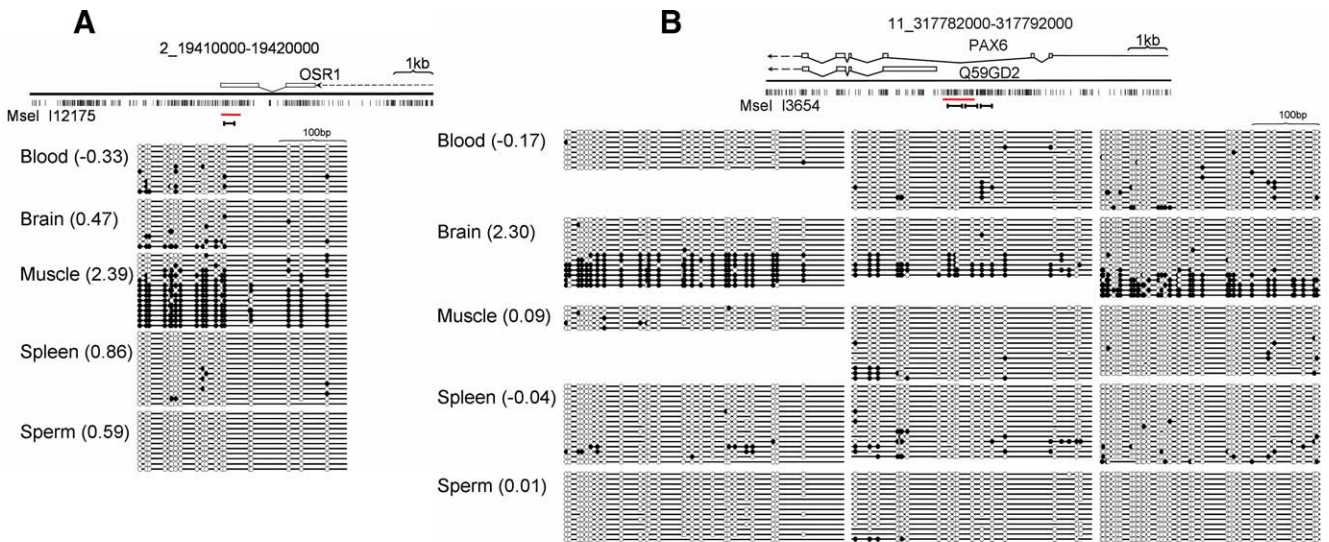 A
2_19410000-19420000
1kb
OSR1
MseI I12175
100bp
Blood (-0.33)
Brain (0.47)
Muscle (2.39)
Spleen (0.86)
Sperm (0.59)
B
11_317782000-317792000
PAX6
1kb
Q59GD2
MseI I3654
100bp
Blood (-0.17)
Brain (2.30)
Muscle (0.09)
Spleen (-0.04)
Sperm (0.01)